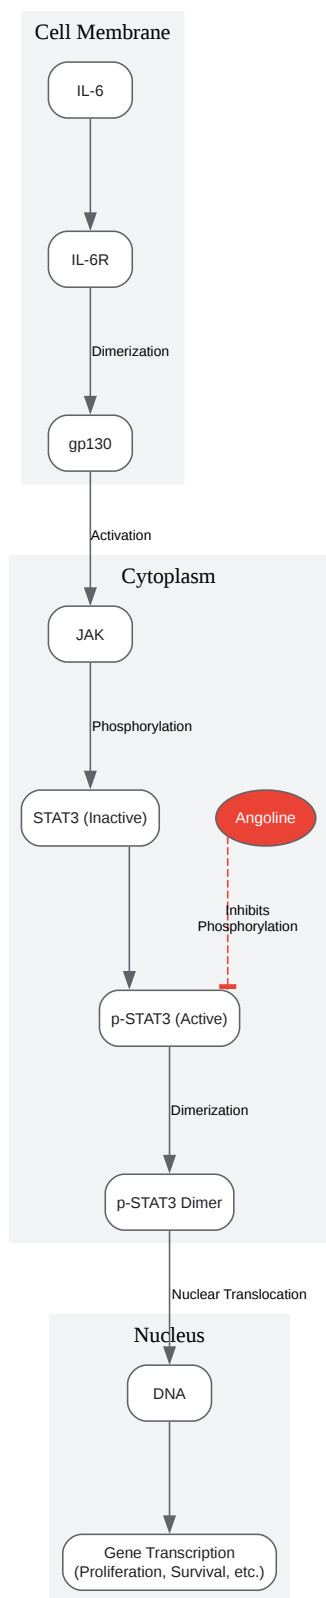 Cell Membrane
IL-6
IL-6R
Dimerization
gp130
Activation
Cytoplasm
JAK
Phosphorylation
STAT3 (Inactive)
Angoline
Inhibits
Phosphorylation
p-STAT3 (Active)
Dimerization
p-STAT3 Dimer
Nuclear Translocation
Nucleus
DNA
Gene Transcription
(Proliferation, Survival, etc.)